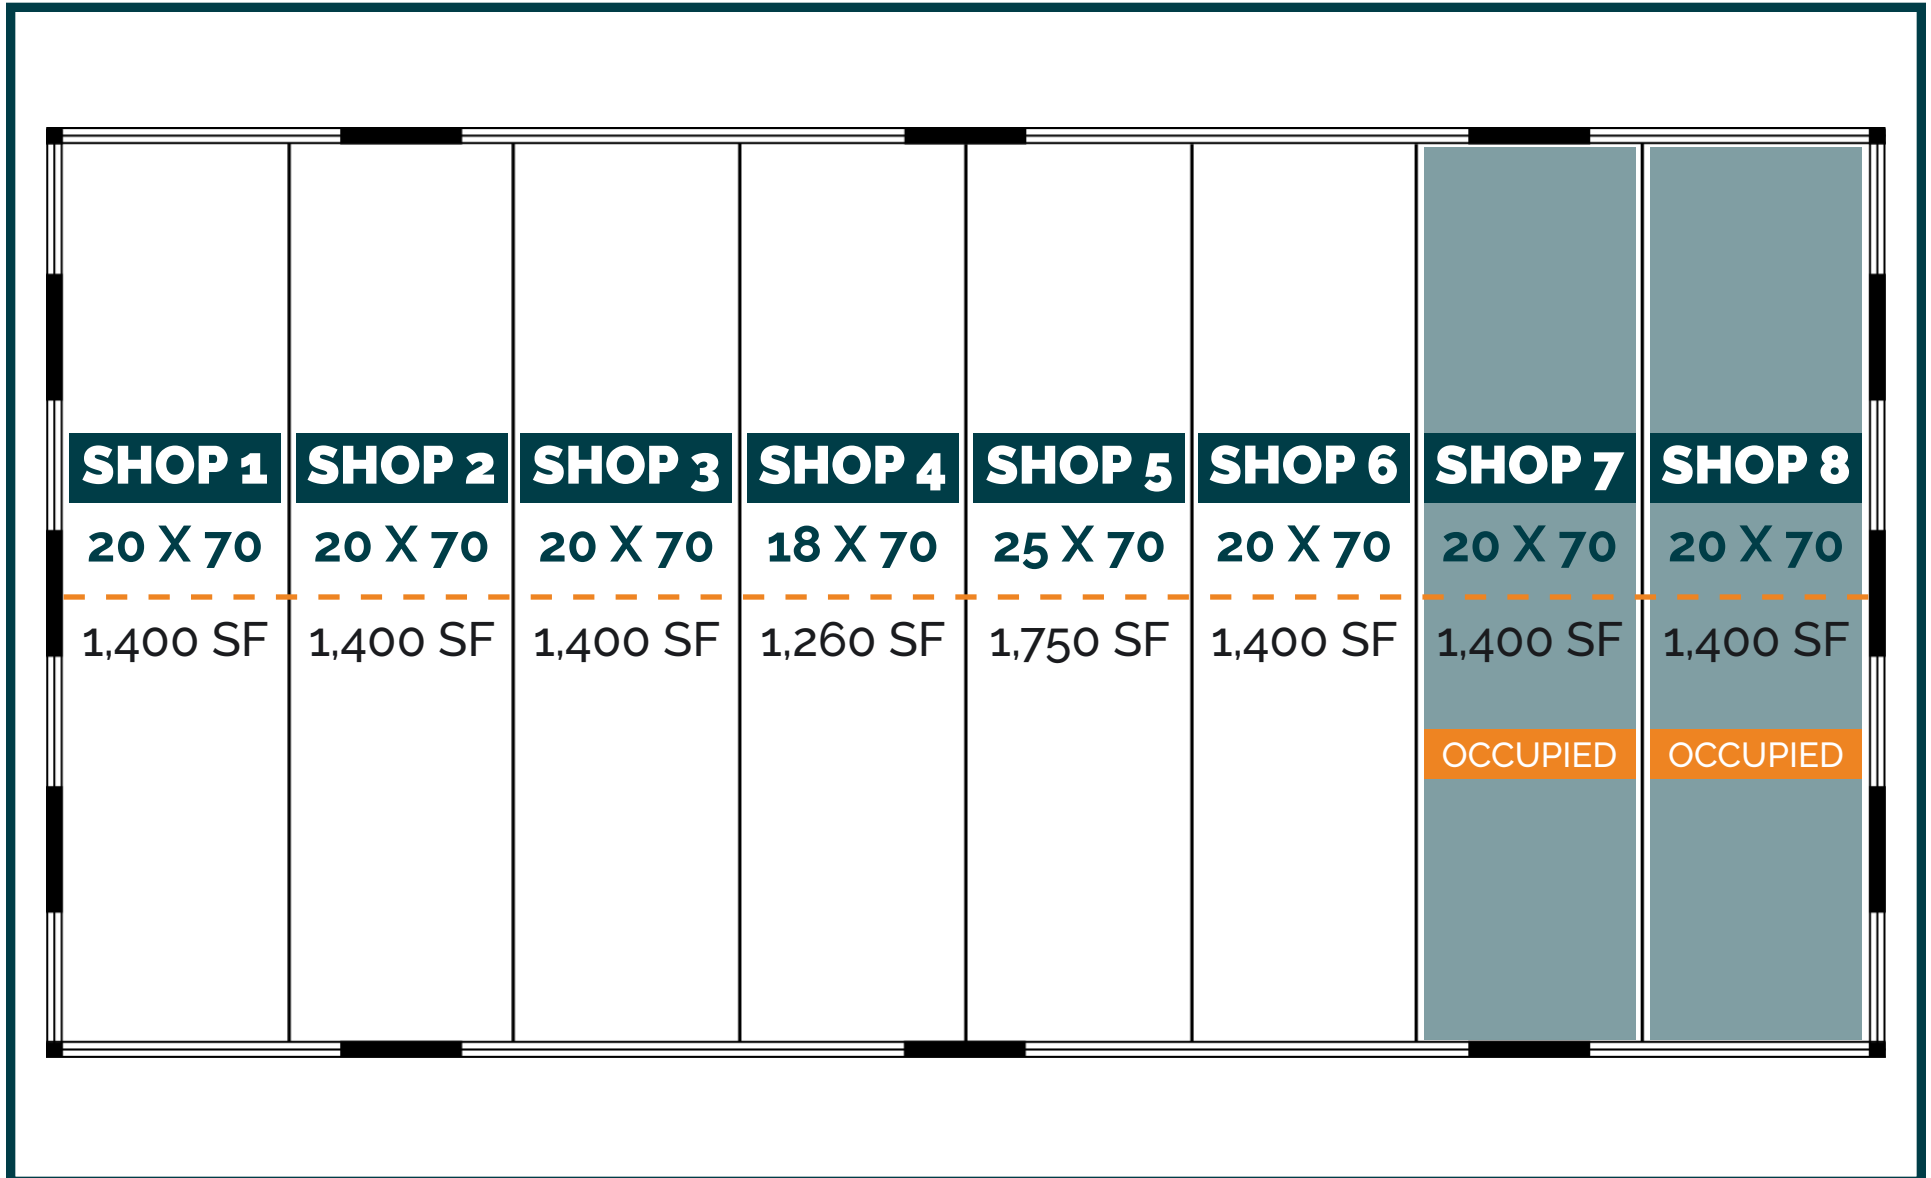 SHOP 1
20 X 70
1,400 SF
SHOP 2
20 X 70
1,400 SF
SHOP 3
20 X 70
1,400 SF
SHOP 4
18 X 70
1,260 SF
SHOP 5
25 X 70
1,750 SF
SHOP 6
20 X 70
1,400 SF
SHOP 7
20 X 70
1,400 SF
OCCUPIED
SHOP 8
20 X 70
1,400 SF
OCCUPIED